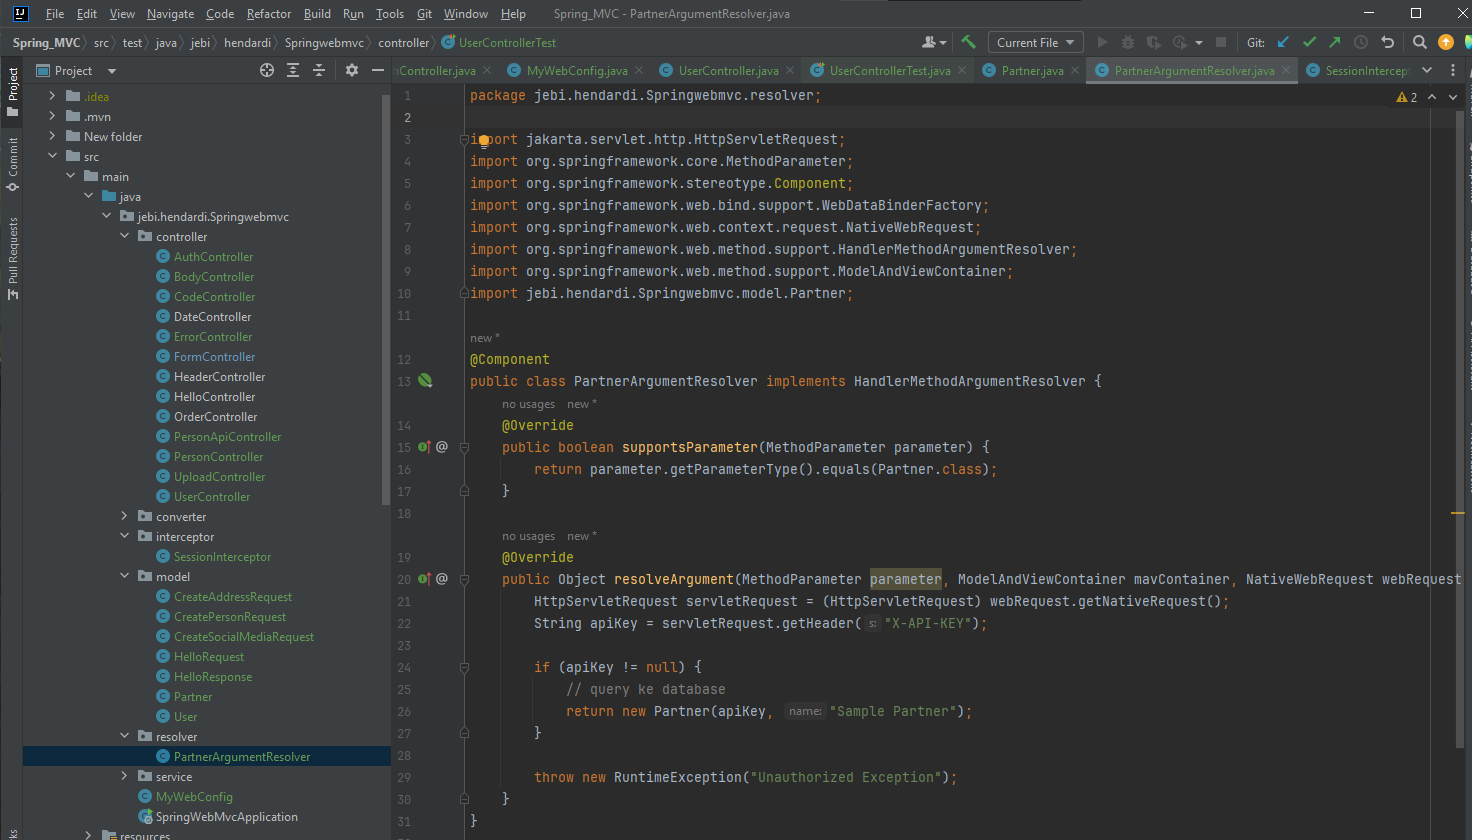 File Edit View Navigate Code Refactor Build Run Tools Git Window Help Spring_MVC - PartnerArgumentResolver.java
Spring_MVC src test java jebi hendardi Springwebmvc controller UserControllerTest Current File Git:
Project Controller.java MyWebConfig.java UserController.java UserControllerTest.java Partner.java PartnerArgumentResolver.java SessionIntercep
Project
Commit
Pull Requests
.idea
.mvn
New folder
src
main
java
jebi.hendardi.Springwebmvc
controller
AuthController
BodyController
CodeController
DateController
ErrorController
FormController
HeaderController
HelloController
OrderController
PersonApiController
PersonController
UploadController
UserController
converter
interceptor
SessionInterceptor
model
CreateAddressRequest
CreatePersonRequest
CreateSocialMediaRequest
HelloRequest
HelloResponse
Partner
User
resolver
PartnerArgumentResolver
service
MyWebConfig
SpringWebMvcApplication
resources
2
1 package jebi.hendardi.Springwebmvc.resolver;
2
3 import jakarta.servlet.http.HttpServletRequest;
4 import org.springframework.core.MethodParameter;
5 import org.springframework.stereotype.Component;
6 import org.springframework.web.bind.support.WebDataBinderFactory;
7 import org.springframework.web.context.request.NativeWebRequest;
8 import org.springframework.web.method.support.HandlerMethodArgumentResolver;
9 import org.springframework.web.method.support.ModelAndViewContainer;
10 import jebi.hendardi.Springwebmvc.model.Partner;
11
new *
12 @Component
13 public class PartnerArgumentResolver implements HandlerMethodArgumentResolver {
no usages new *
14 @Override
15 @ public boolean supportsParameter(MethodParameter parameter) {
16 return parameter.getParameterType().equals(Partner.class);
17 }
18
no usages new *
19 @Override
20 @ public Object resolveArgument(MethodParameter parameter, ModelAndViewContainer mavContainer, NativeWebRequest webRequest
21 HttpServletRequest servletRequest = (HttpServletRequest) webRequest.getNativeRequest();
22 String apiKey = servletRequest.getHeader( s: "X-API-KEY");
23
24 if (apiKey != null) {
25 // query ke database
26 return new Partner(apiKey, name: "Sample Partner");
27 }
28
29 throw new RuntimeException("Unauthorized Exception");
30 }
31 }